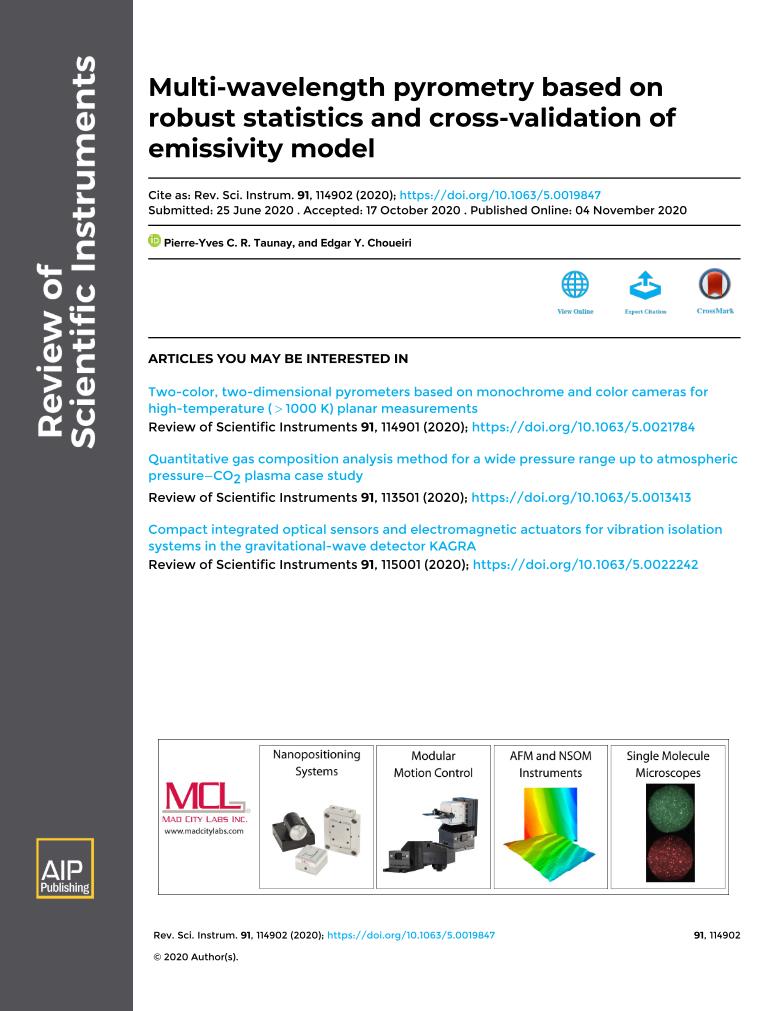 Review of
Scientific Instruments
Multi-wavelength pyrometry based on
robust statistics and cross-validation of
emissivity model
Cite as: Rev. Sci. Instrum. 91, 114902 (2020); https://doi.org/10.1063/5.0019847
Submitted: 25 June 2020 . Accepted: 17 October 2020 . Published Online: 04 November 2020
iD Pierre-Yves C. R. Taunay, and Edgar Y. Choueiri
View Online
Export Citation
CrossMark
ARTICLES YOU MAY BE INTERESTED IN
Two-color, two-dimensional pyrometers based on monochrome and color cameras for
high-temperature (>1000 K) planar measurements
Review of Scientific Instruments 91, 114901 (2020); https://doi.org/10.1063/5.0021784
Quantitative gas composition analysis method for a wide pressure range up to atmospheric
pressure—CO2 plasma case study
Review of Scientific Instruments 91, 113501 (2020); https://doi.org/10.1063/5.0013413
Compact integrated optical sensors and electromagnetic actuators for vibration isolation
systems in the gravitational-wave detector KAGRA
Review of Scientific Instruments 91, 115001 (2020); https://doi.org/10.1063/5.0022242
MCL
MAD CITY LABS INC.
www.madcitylabs.com
Nanopositioning
Systems
Modular
Motion Control
AFM and NSOM
Instruments
Single Molecule
Microscopes
AIP
Publishing
Rev. Sci. Instrum. 91, 114902 (2020); https://doi.org/10.1063/5.0019847
91, 114902
© 2020 Author(s).